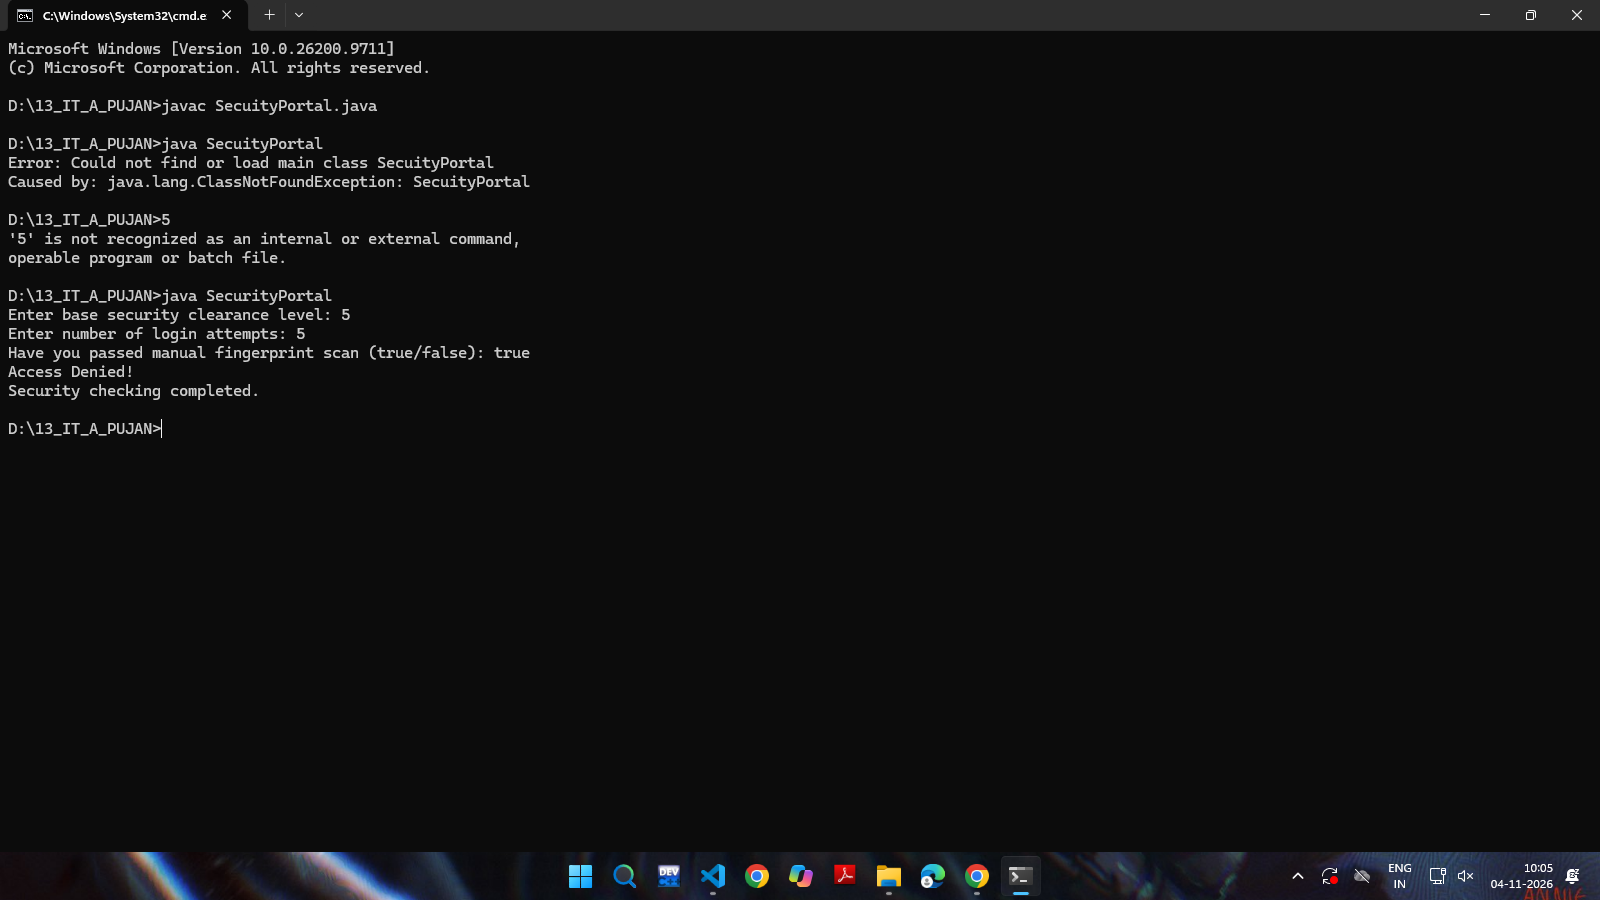 C:\Windows\System32\cmd.e
Microsoft Windows [Version 10.0.26200.9711]
(c) Microsoft Corporation. All rights reserved.
D:\13_IT_A_PUJAN>javac SecuityPortal.java
D:\13_IT_A_PUJAN>java SecuityPortal
Error: Could not find or load main class SecuityPortal
Caused by: java.lang.ClassNotFoundException: SecuityPortal
D:\13_IT_A_PUJAN>5
'5' is not recognized as an internal or external command,
operable program or batch file.
D:\13_IT_A_PUJAN>java SecurityPortal
Enter base security clearance level: 5
Enter number of login attempts: 5
Have you passed manual fingerprint scan (true/false): true
Access Denied!
Security checking completed.
D:\13_IT_A_PUJAN>
DEV
ENG
IN
10:05
04-11-2026